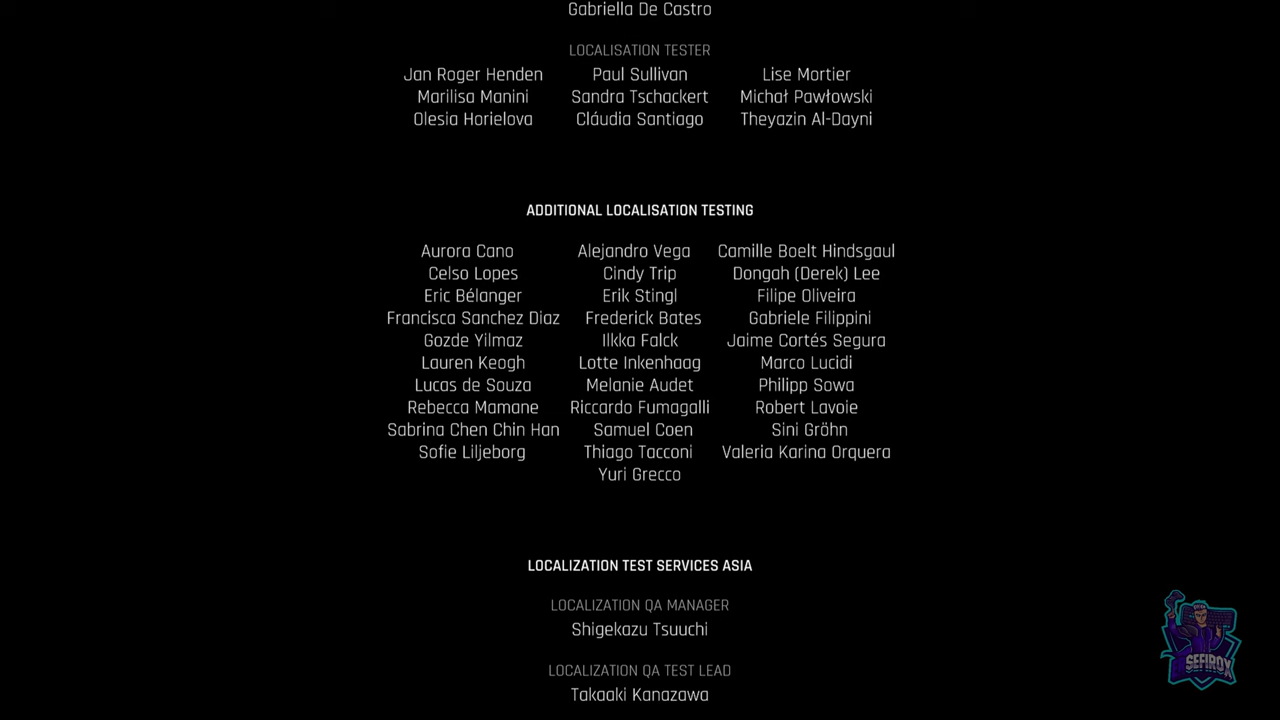 Gabriella De Castro
LOCALISATION TESTER
Jan Roger Henden Paul Sullivan Lise Mortier
Marilisa Manini Sandra Tschackert Michał Pawłowski
Olesia Horielova Cláudia Santiago Theyazin Al-Dayni
ADDITIONAL LOCALISATION TESTING
Aurora Cano Alejandro Vega Camille Boelt Hindsgaul
Celso Lopes Cindy Trip Dongah (Derek) Lee
Eric Bélanger Erik Stingl Filipe Oliveira
Francisca Sanchez Diaz Frederick Bates Gabriele Filippini
Gozde Yilmaz Ilkka Falck Jaime Cortés Segura
Lauren Keogh Lotte Inkenhaag Marco Lucidi
Lucas de Souza Melanie Audet Philipp Sowa
Rebecca Mamane Riccardo Fumagalli Robert Lavoie
Sabrina Chen Chin Han Samuel Coen Sini Gröhn
Sofie Liljeborg Thiago Tacconi Valeria Karina Orquera
Yuri Grecco
LOCALIZATION TEST SERVICES ASIA
LOCALIZATION QA MANAGER
Shigekazu Tsuuchi
LOCALIZATION QA TEST LEAD
Takaaki Kanazawa
SEFIROX